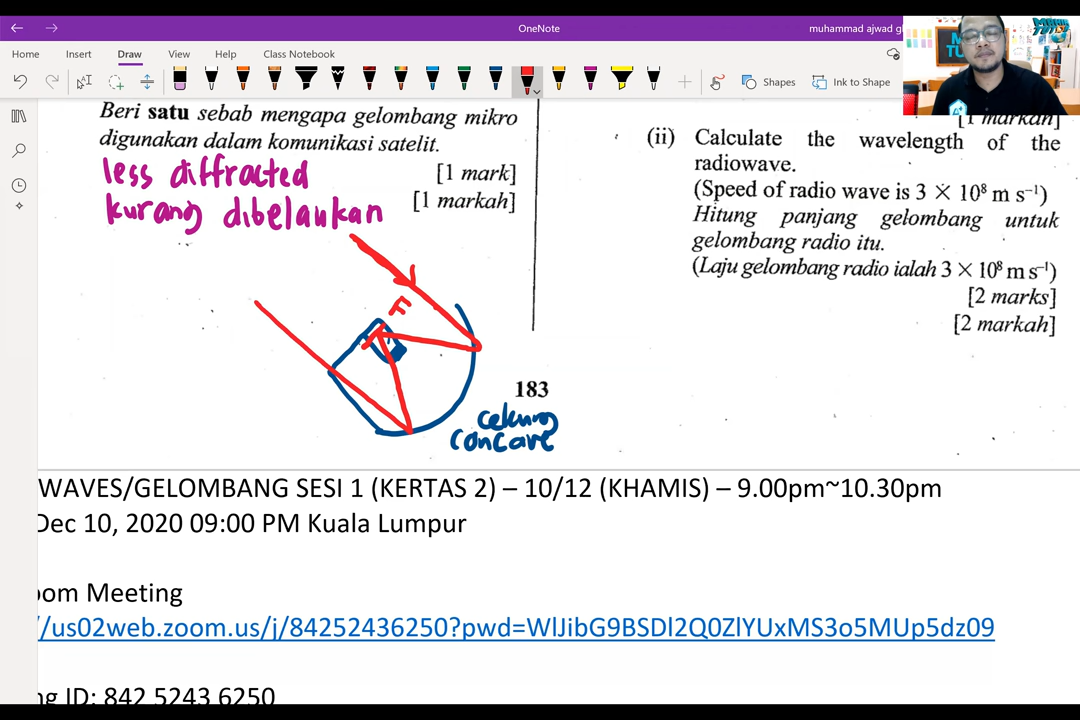 OneNote
muhammad ajwad
Home Insert Draw View Help Class Notebook
Shapes Ink to Shape
Beri satu sebab mengapa gelombang mikro
digunakan dalam komunikasi satelit.
[1 mark]
[1 markah]
less diffracted
kurang dibelaukan
F
183
cekung
concave
[1 markah]
(ii) Calculate the wavelength of the
radiowave.
(Speed of radio wave is 3 × 10⁸ m s⁻¹)
Hitung panjang gelombang untuk
gelombang radio itu.
(Laju gelombang radio ialah 3 × 10⁸ m s⁻¹)
[2 marks]
[2 markah]
WAVES/GELOMBANG SESI 1 (KERTAS 2) – 10/12 (KHAMIS) – 9.00pm~10.30pm
Dec 10, 2020 09:00 PM Kuala Lumpur
oom Meeting
//us02web.zoom.us/j/84252436250?pwd=WlJibG9BSDl2Q0ZlYUxMS3o5MUp5dz09
ng ID: 842 5243 6250